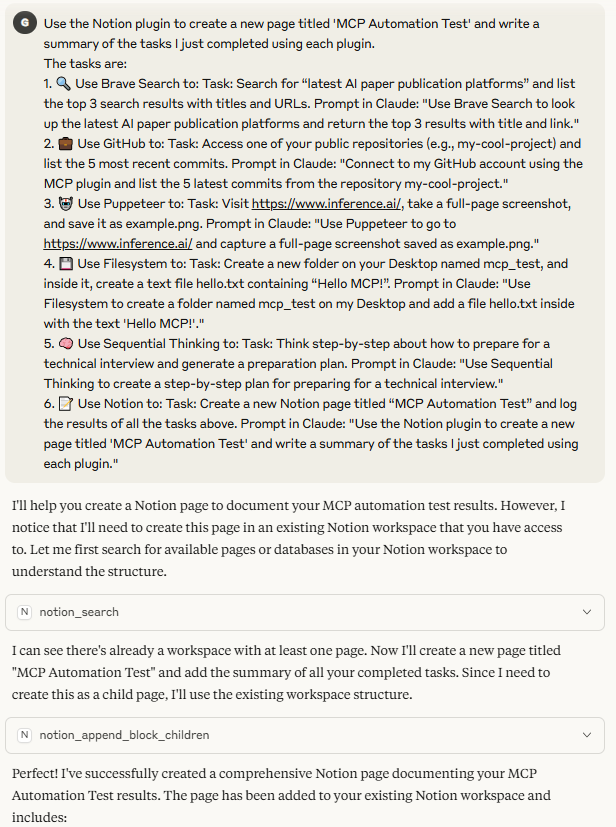 G
Use the Notion plugin to create a new page titled 'MCP Automation Test' and write a
summary of the tasks I just completed using each plugin.
The tasks are:
1. 🔍 Use Brave Search to: Task: Search for “latest AI paper publication platforms” and list
the top 3 search results with titles and URLs. Prompt in Claude: "Use Brave Search to look
up the latest AI paper publication platforms and return the top 3 results with title and link."
2. 💼 Use GitHub to: Task: Access one of your public repositories (e.g., my-cool-project) and
list the 5 most recent commits. Prompt in Claude: "Connect to my GitHub account using the
MCP plugin and list the 5 latest commits from the repository my-cool-project."
3. Use Puppeteer to: Task: Visit https://www.inference.ai/, take a full-page screenshot,
and save it as example.png. Prompt in Claude: "Use Puppeteer to go to
https://www.inference.ai/ and capture a full-page screenshot saved as example.png."
4. 💾 Use Filesystem to: Task: Create a new folder on your Desktop named mcp_test, and
inside it, create a text file hello.txt containing “Hello MCP!”. Prompt in Claude: "Use
Filesystem to create a folder named mcp_test on my Desktop and add a file hello.txt inside
with the text 'Hello MCP!'."
5. 🧠 Use Sequential Thinking to: Task: Think step-by-step about how to prepare for a
technical interview and generate a preparation plan. Prompt in Claude: "Use Sequential
Thinking to create a step-by-step plan for preparing for a technical interview."
6. 📝 Use Notion to: Task: Create a new Notion page titled “MCP Automation Test” and log
the results of all the tasks above. Prompt in Claude: "Use the Notion plugin to create a new
page titled 'MCP Automation Test' and write a summary of the tasks I just completed using
each plugin."
I'll help you create a Notion page to document your MCP automation test results. However, I
notice that I'll need to create this page in an existing Notion workspace that you have access
to. Let me first search for available pages or databases in your Notion workspace to
understand the structure.
N notion_search
I can see there's already a workspace with at least one page. Now I'll create a new page titled
"MCP Automation Test" and add the summary of all your completed tasks. Since I need to
create this as a child page, I'll use the existing workspace structure.
N notion_append_block_children
Perfect! I've successfully created a comprehensive Notion page documenting your MCP
Automation Test results. The page has been added to your existing Notion workspace and
includes: